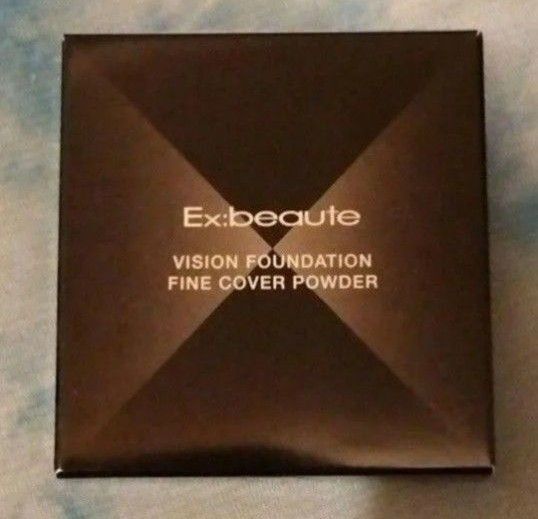 Ex:beaute
VISION FOUNDATION
FINE COVER POWDER